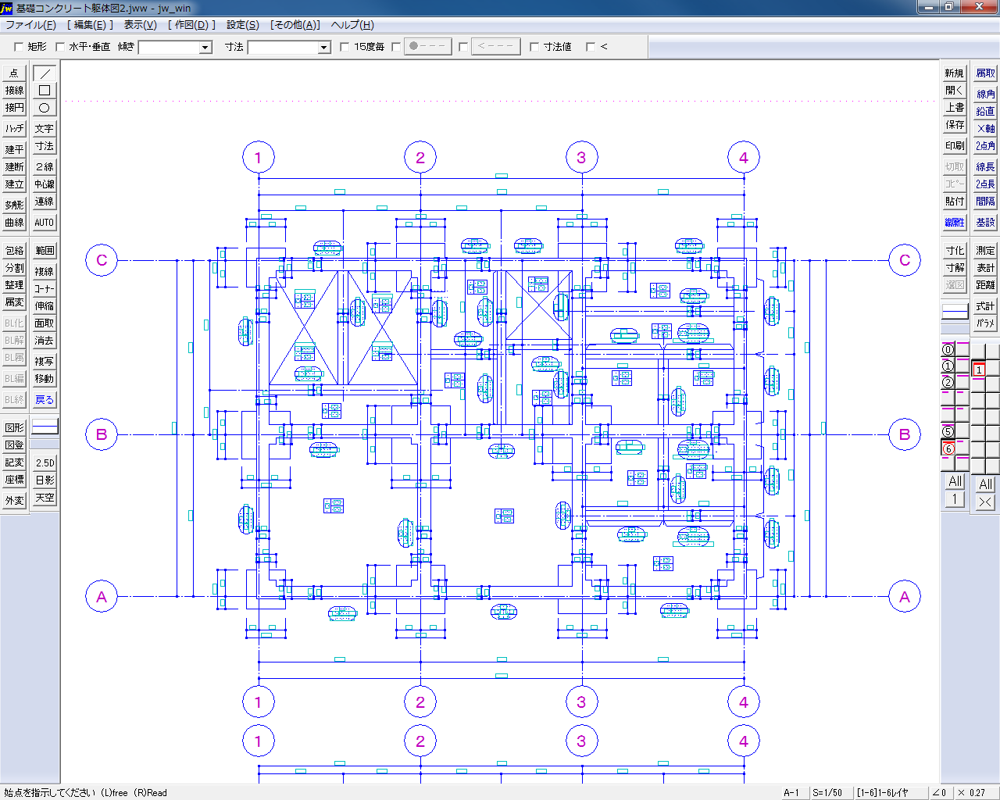 基礎コンクリート躯体図2.jww - jw_win
ファイル(F) [ 編集(E) ] 表示(V) [ 作図(D) ] 設定(S) [その他(A)] ヘルプ(H)
矩形 水平･垂直 傾き 寸法 15度毎 ●--- <--- 寸法値 <
点 ／
接線 □
接円 ○
ハッチ 文字
建平 寸法
建断 2線
建立 中心線
多角形 連線
曲線 AUTO
包絡 範囲
分割 複線
整理 コーナー
属変 伸縮
BL化 面取
BL解 消去
BL属 複写
BL編 移動
BL終 戻る
図形
図登
記変 2.5D
座標 日影
外変 天空
新規 属取
開く 線角
上書 鉛直
保存 X軸
印刷 2点角
切取 線長
コピー 2点長
貼付 間隔
線属性 基設
寸化 測定
寸解 表計
選図 距離
式計
パラメ
0
1 1
2
5
6
All All
1
1 2 3 4
C C
B B
A A
1 2 3 4
1 2 3 4
始点を指示してください (L)free (R)Read A-1 S=1/50 [1-6]1-6レイヤ ∠0 × 0.27